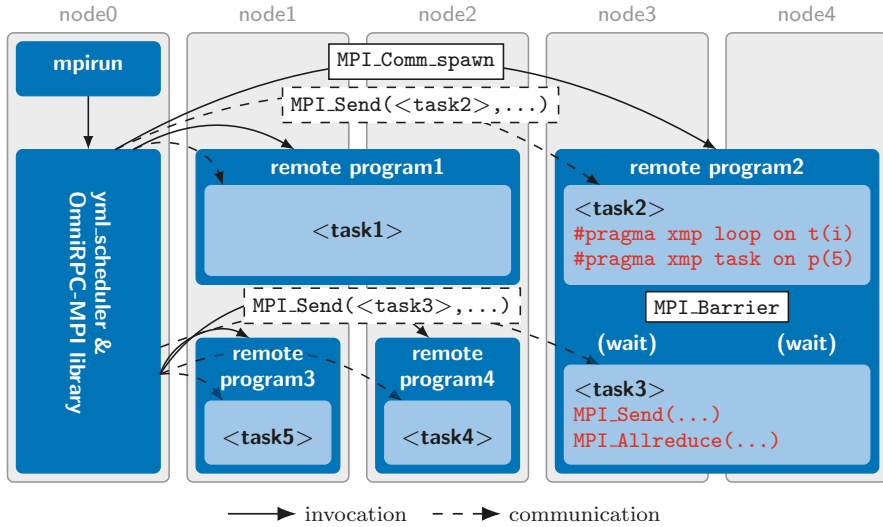 node0
node1
node2
node3
node4
mpirun
MPI_Comm_spawn
MPI_Send(<task2>,...)
yml_scheduler &
OmniRPC-MPI library
remote program1
<task1>
remote program2
<task2>
#pragma xmp loop on t(i)
#pragma xmp task on p(5)
MPI_Send(<task3>,...)
MPI_Barrier
(wait)
(wait)
remote
program3
<task5>
remote
program4
<task4>
<task3>
MPI_Send(...)
MPI_Allreduce(...)
invocation
communication